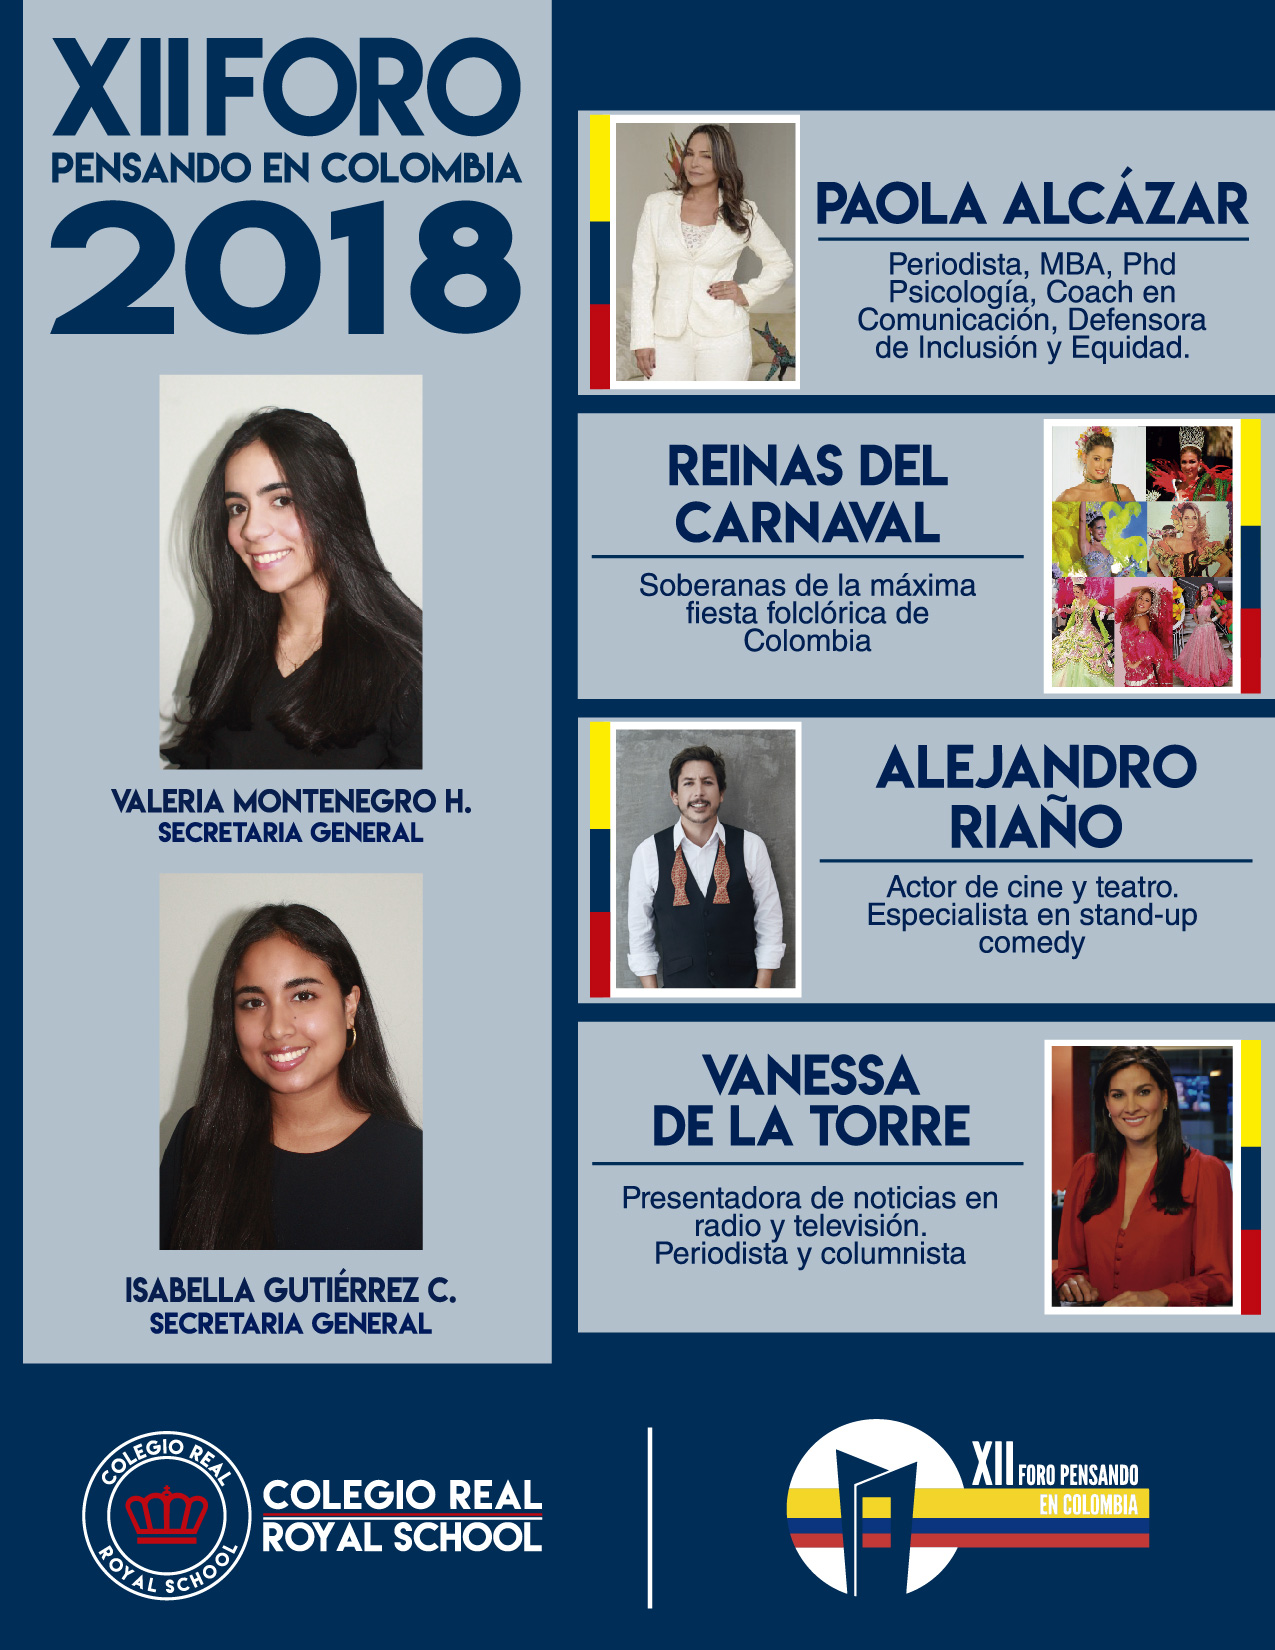 XII FORO
PENSANDO EN COLOMBIA
2018
VALERIA MONTENEGRO H.
SECRETARIA GENERAL
ISABELLA GUTIÉRREZ C.
SECRETARIA GENERAL
PAOLA ALCÁZAR
Periodista, MBA, Phd
Psicología, Coach en
Comunicación, Defensora
de Inclusión y Equidad.
REINAS DEL
CARNAVAL
Soberanas de la máxima
fiesta folclórica de
Colombia
ALEJANDRO
RIAÑO
Actor de cine y teatro.
Especialista en stand-up
comedy
VANESSA
DE LA TORRE
Presentadora de noticias en
radio y televisión.
Periodista y columnista
COLEGIO REAL
ROYAL SCHOOL
COLEGIO REAL
ROYAL SCHOOL
XII FORO PENSANDO
EN COLOMBIA